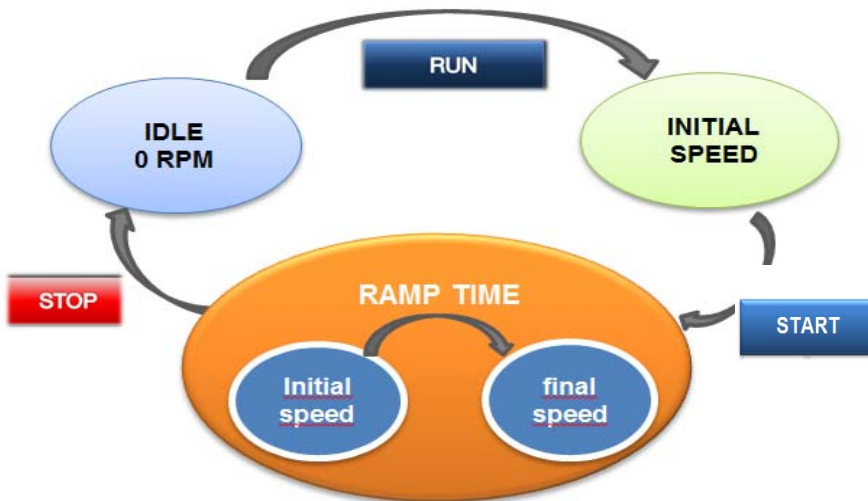 RUN
IDLE
0 RPM
INITIAL
SPEED
STOP
RAMP TIME
START
Initial
speed
final
speed